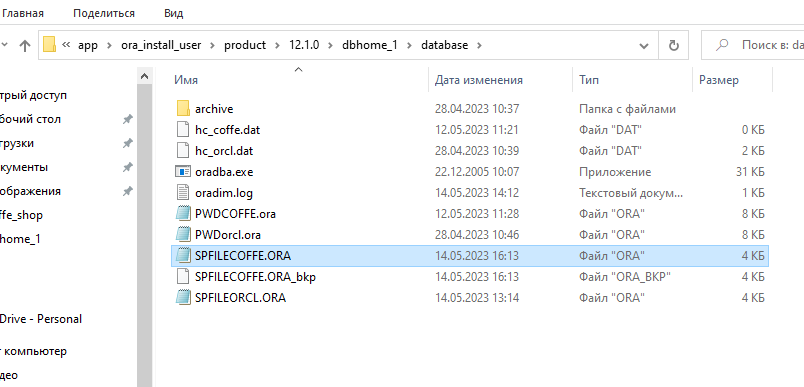 Главная Поделиться Вид
« app › ora_install_user › product › 12.1.0 › dbhome_1 › database › Поиск в: da
Имя Дата изменения Тип Размер
archive 28.04.2023 10:37 Папка с файлами
hc_coffe.dat 12.05.2023 11:21 Файл "DAT" 0 КБ
hc_orcl.dat 28.04.2023 10:39 Файл "DAT" 2 КБ
oradba.exe 22.12.2005 10:07 Приложение 31 КБ
oradim.log 14.05.2023 14:12 Текстовый докум... 2 КБ
PWDCOFFE.ora 12.05.2023 11:28 Файл "ORA" 8 КБ
PWDorcl.ora 28.04.2023 10:46 Файл "ORA" 8 КБ
SPFILECOFFE.ORA 14.05.2023 16:13 Файл "ORA" 4 КБ
SPFILECOFFE.ORA_bkp 14.05.2023 16:13 Файл "ORA_BKP" 4 КБ
SPFILEORCL.ORA 14.05.2023 13:14 Файл "ORA" 4 КБ
трый доступ
бочий стол
грузки
кументы
ображения
ffe_shop
home_1
Drive - Personal
т компьютер
део